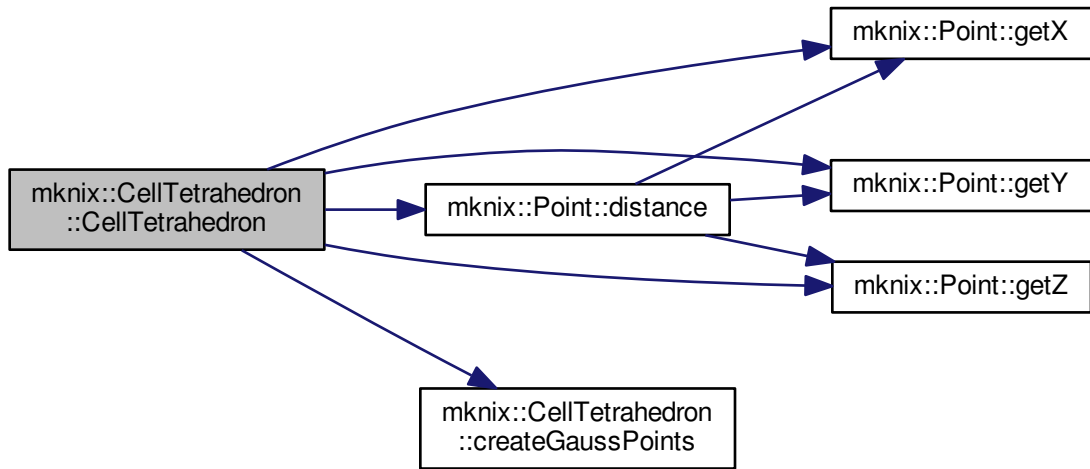 mknix::CellTetrahedron
::CellTetrahedron
mknix::Point::distance
mknix::Point::getX
mknix::Point::getY
mknix::Point::getZ
mknix::CellTetrahedron
::createGaussPoints